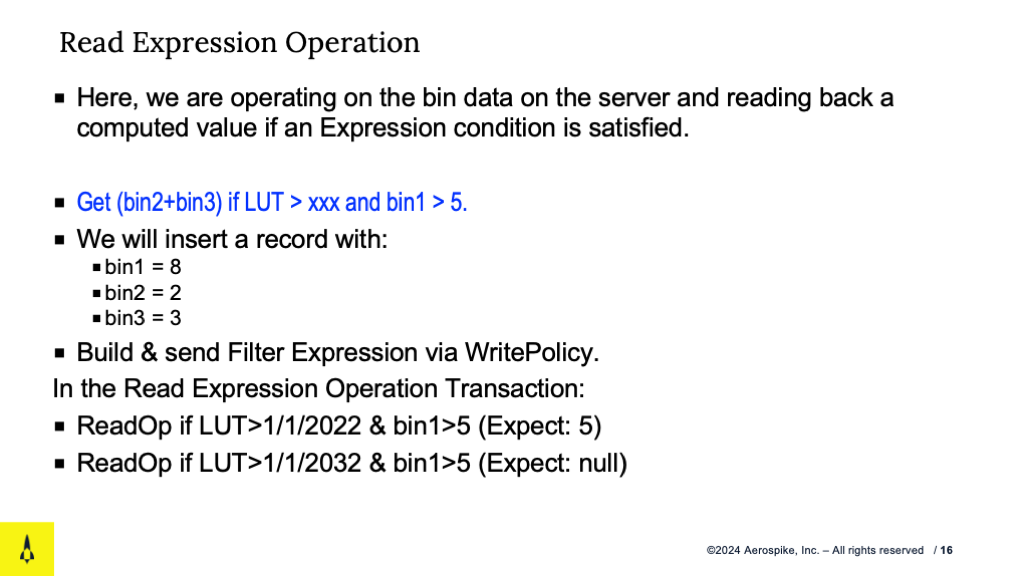 Read Expression Operation
▪ Here, we are operating on the bin data on the server and reading back a
computed value if an Expression condition is satisfied.
▪ Get (bin2+bin3) if LUT > xxx and bin1 > 5.
▪ We will insert a record with:
▪ bin1 = 8
▪ bin2 = 2
▪ bin3 = 3
▪ Build & send Filter Expression via WritePolicy.
In the Read Expression Operation Transaction:
▪ ReadOp if LUT>1/1/2022 & bin1>5 (Expect: 5)
▪ ReadOp if LUT>1/1/2032 & bin1>5 (Expect: null)
©2024 Aerospike, Inc. – All rights reserved / 16